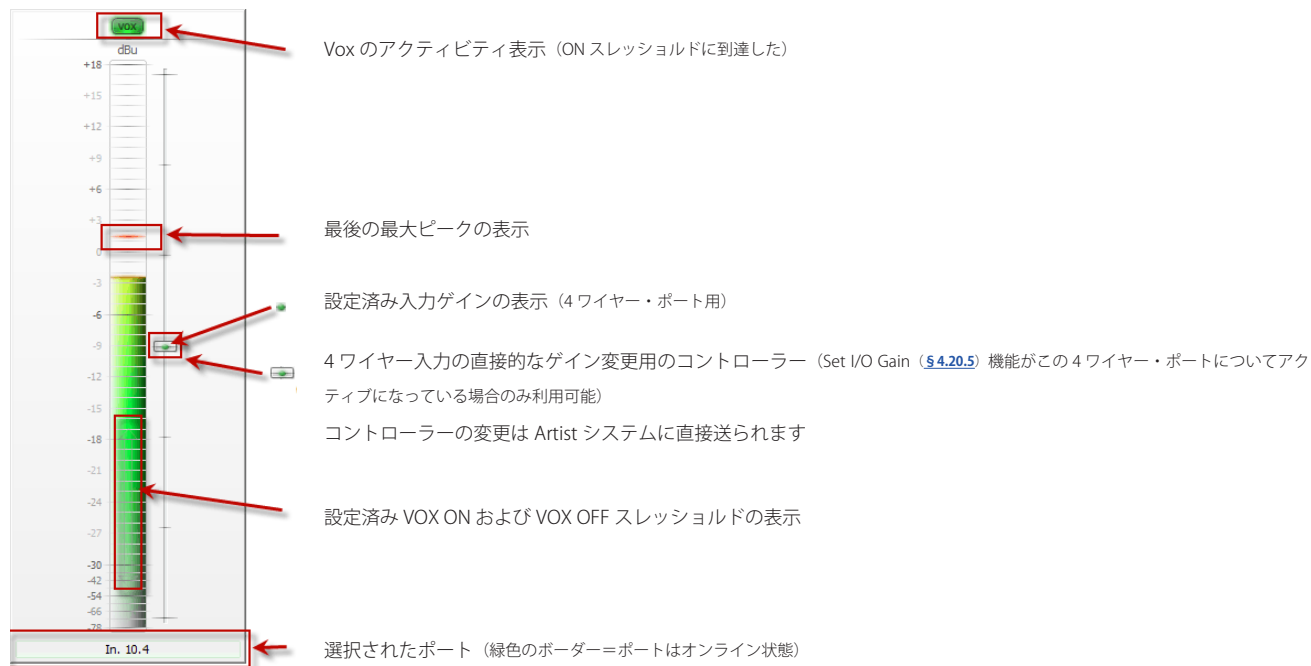 vox
Vox のアクティビティ表示（ON スレッショルドに到達した）
dBu
+18
+15
+12
+9
+6
+3
最後の最大ピークの表示
0
-3
設定済み入力ゲインの表示（4 ワイヤー・ポート用）
-6
-9
4 ワイヤー入力の直接的なゲイン変更用のコントローラー（Set I/O Gain（§4.20.5）機能がこの 4 ワイヤー・ポートについてアク
ティブになっている場合のみ利用可能）
-12
-15
コントローラーの変更は Artist システムに直接送られます
-18
-21
-24
設定済み VOX ON および VOX OFF スレッショルドの表示
-27
-30
-42
-54
-66
-78
In. 10.4
選択されたポート（緑色のボーダー＝ポートはオンライン状態）